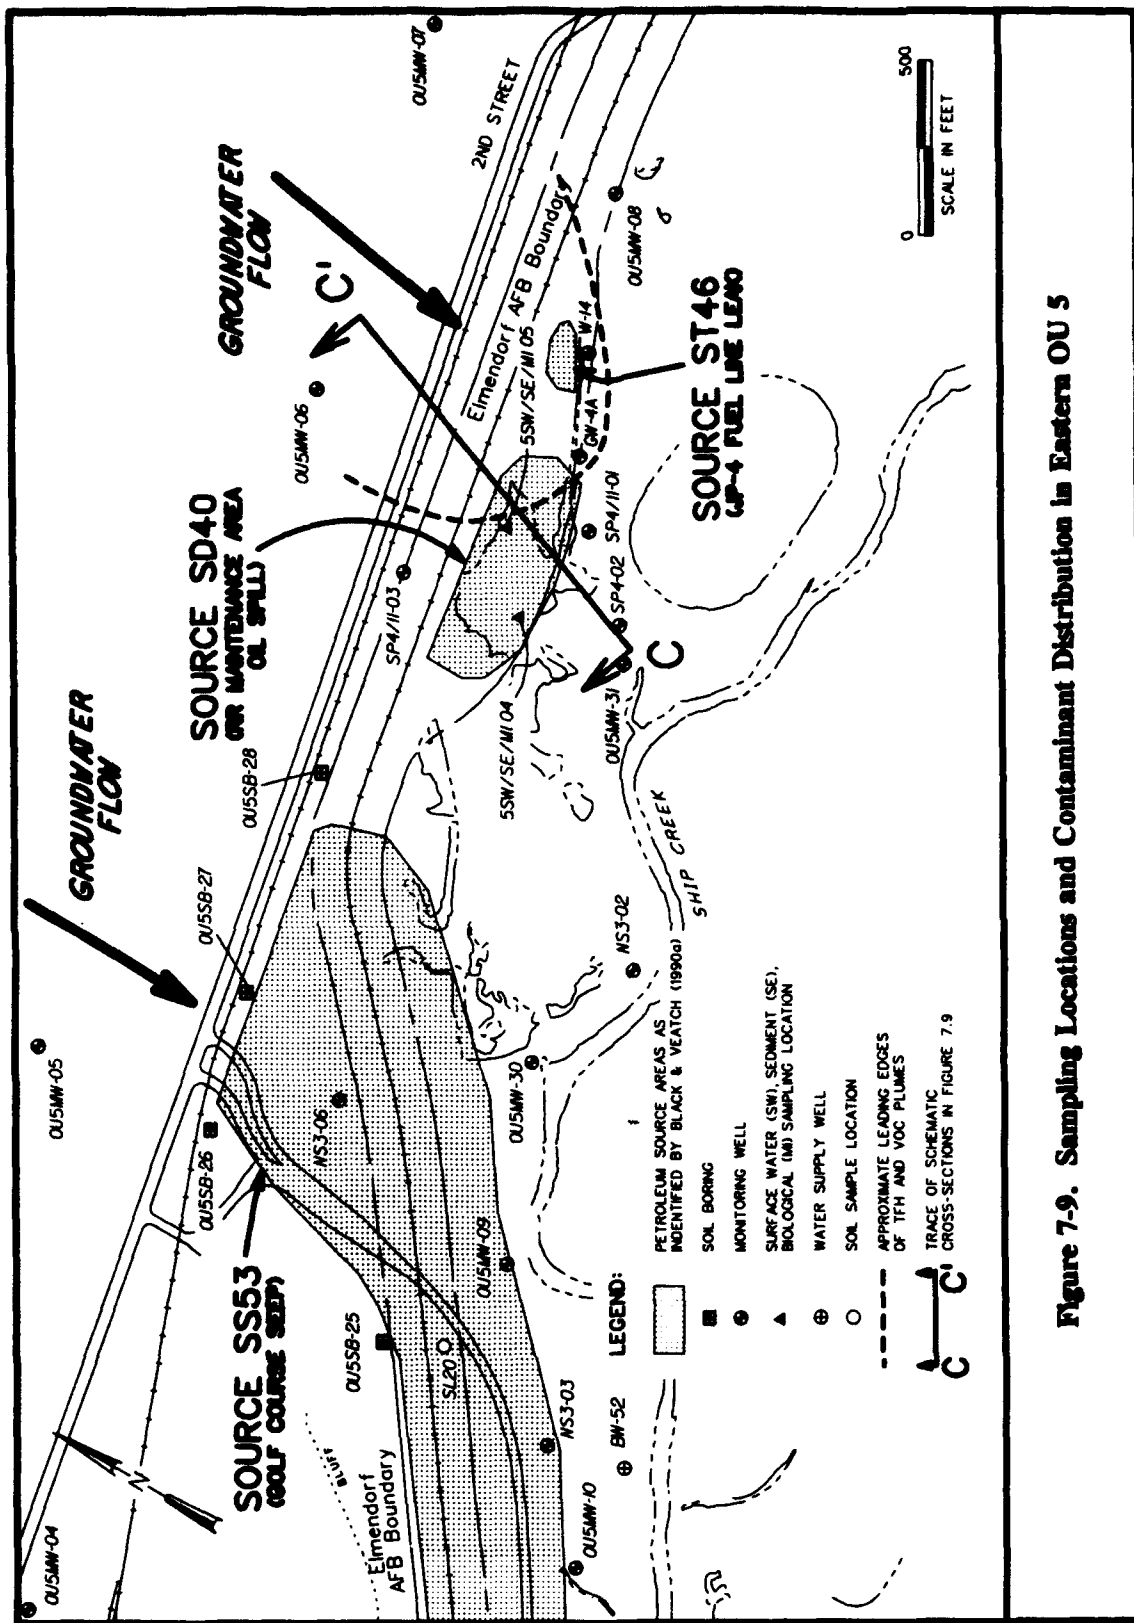 OU5MW-04
OU5MW-05
GROUNDWATER
FLOW
GROUNDWATER
FLOW
OU5MW-07
2ND STREET
N
OU5SB-26
OU5SB-27
OU5SB-28
SOURCE SD40
(RR MAINTENANCE AREA
OIL SPILL)
OU5MW-06
C'
SOURCE SS53
(GOLF COURSE SEEP)
NS3-06
SP4/11-03
Elmendorf AFB Boundary
5SW/SE/MI 05
BLUFF
Elmendorf
AFB Boundary
OU5SB-25
SL20
OU5MW-09
OU5MW-30
5SW/SE/MI 04
GW-4A
W-14
OU5MW-08
SP4/11-01
SP4-02
OU5MW-31
C
SOURCE ST46
(JP-4 FUEL LINE LEAK)
OU5MW-10
NS3-03
BW-52
NS3-02
SHIP CREEK
LEGEND:
PETROLEUM SOURCE AREAS AS
INDENTIFIED BY BLACK & VEATCH (1990a)
SOIL BORING
MONITORING WELL
SURFACE WATER (SW), SEDIMENT (SE),
BIOLOGICAL (MI) SAMPLING LOCATION
WATER SUPPLY WELL
SOIL SAMPLE LOCATION
APPROXIMATE LEADING EDGES
OF TFH AND VOC PLUMES
C C'
TRACE OF SCHEMATIC
CROSS-SECTIONS IN FIGURE 7.9
0 500
SCALE IN FEET
Figure 7-9. Sampling Locations and Contaminant Distribution in Eastern OU 5